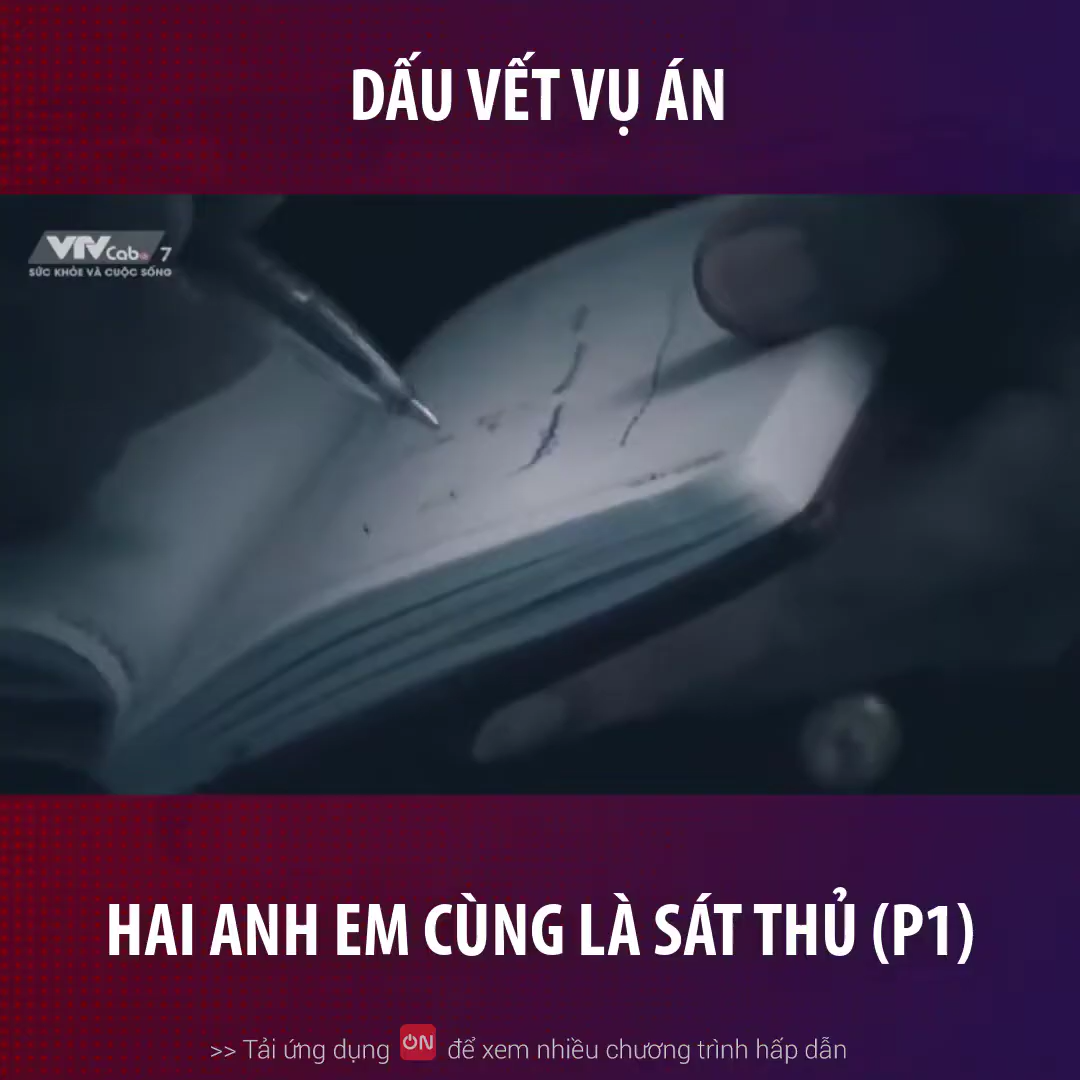 DẤU VẾT VỤ ÁN
VTVCab 7
SỨC KHỎE VÀ CUỘC SỐNG
HAI ANH EM CÙNG LÀ SÁT THỦ (P1)
>> Tải ứng dụng ON để xem nhiều chương trình hấp dẫn